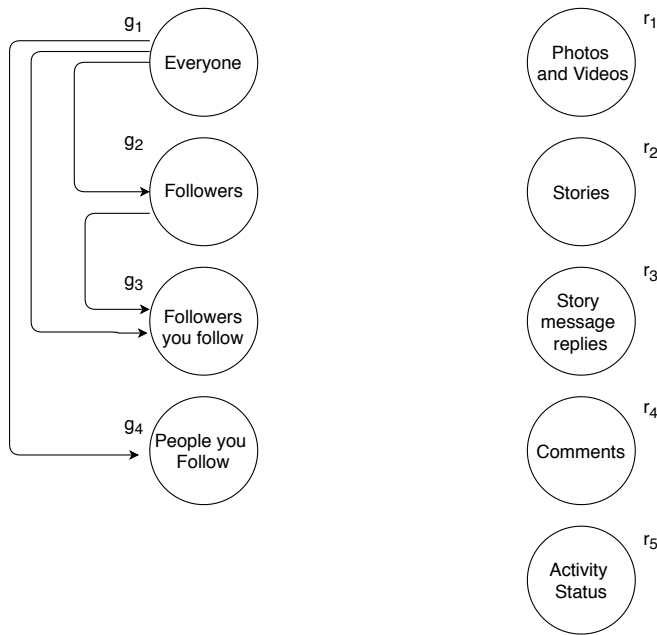 g1
Everyone
g2
Followers
g3
Followers
you follow
g4
People you
Follow
r1
Photos
and Videos
r2
Stories
r3
Story
message
replies
r4
Comments
r5
Activity
Status